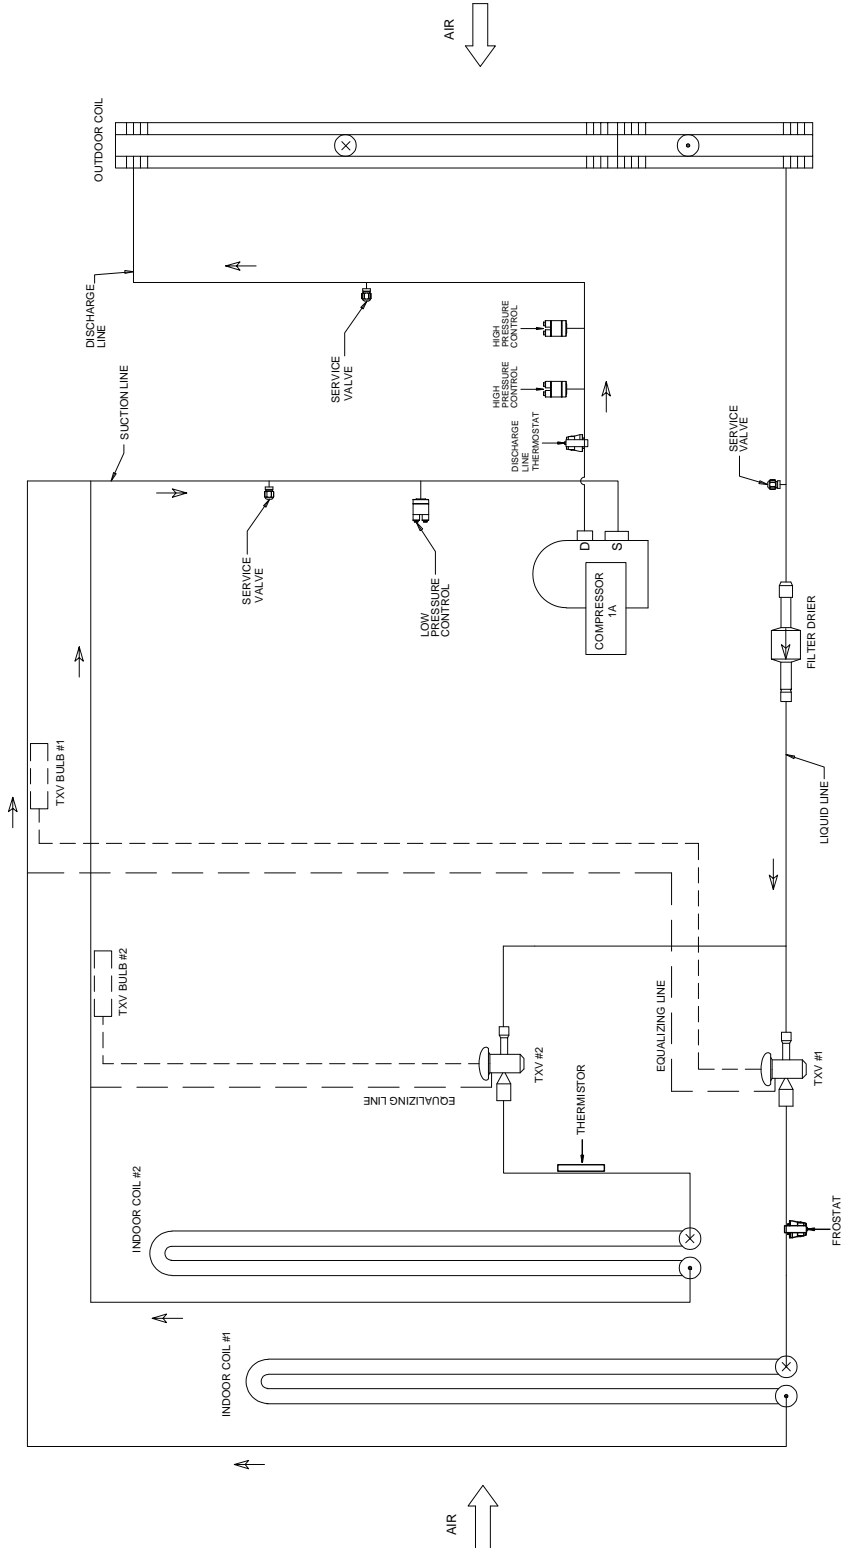 AIR
OUTDOOR COIL
DISCHARGE
LINE
SUCTION LINE
SERVICE
VALVE
HIGH
PRESSURE
CONTROL
HIGH
PRESSURE
CONTROL
DISCHARGE
LINE
THERMOSTAT
SERVICE
VALVE
SERVICE
VALVE
LOW
PRESSURE
CONTROL
D
S
COMPRESSOR
1A
FILTER DRIER
TXV BULB #1
LIQUID LINE
TXV BULB #2
EQUALIZING LINE
TXV #2
TXV #1
EQUALIZING LINE
THERMISTOR
INDOOR COIL #2
FROSTAT
INDOOR COIL #1
AIR